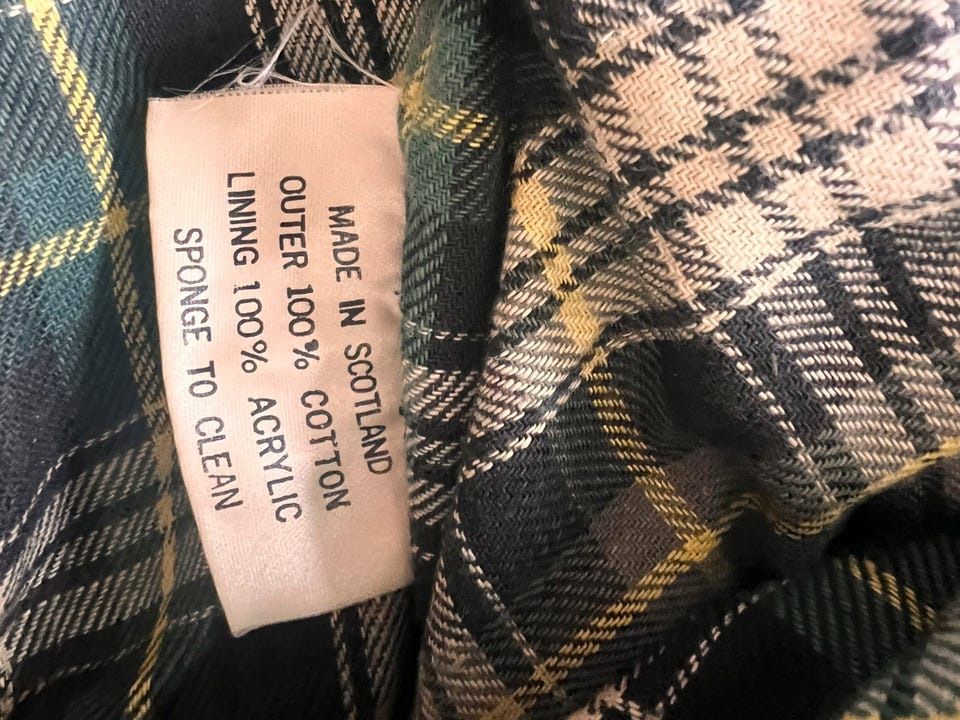 MADE IN SCOTLAND
OUTER 100% COTTON
LINING 100% ACRYLIC
SPONGE TO CLEAN